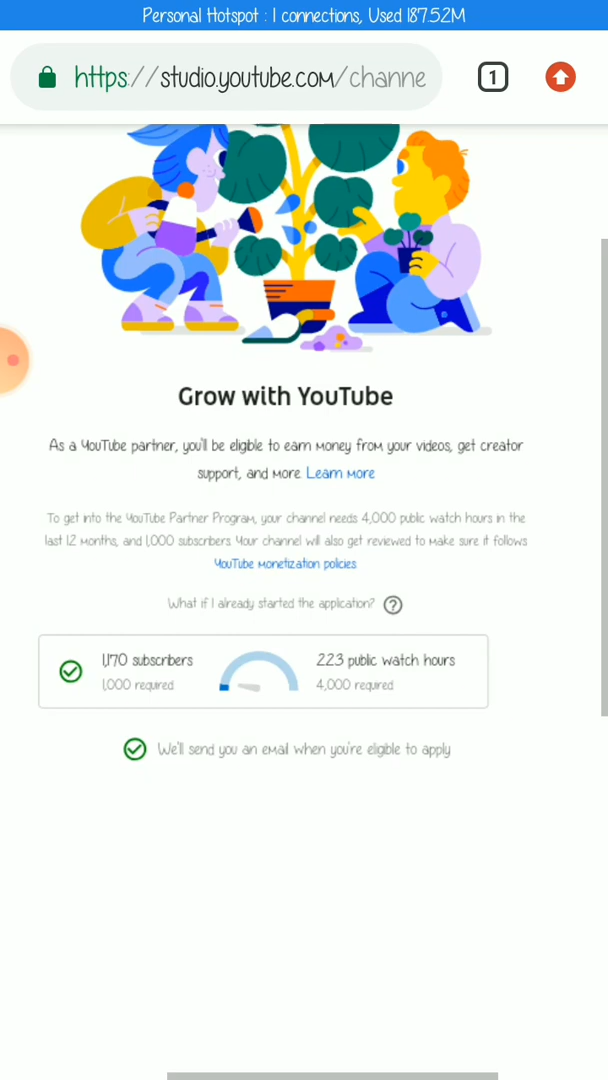 Personal Hotspot : 1 connections, Used 187.52M
https://studio.youtube.com/channe
1
Grow with YouTube
As a YouTube partner, you'll be eligible to earn money from your videos, get creator
support, and more. Learn more
To get into the YouTube Partner Program, your channel needs 4,000 public watch hours in the
last 12 months, and 1,000 subscribers. Your channel will also get reviewed to make sure it follows
YouTube monetization policies
What if I already started the application? ?
1,170 subscribers
1,000 required
223 public watch hours
4,000 required
We'll send you an email when you're eligible to apply